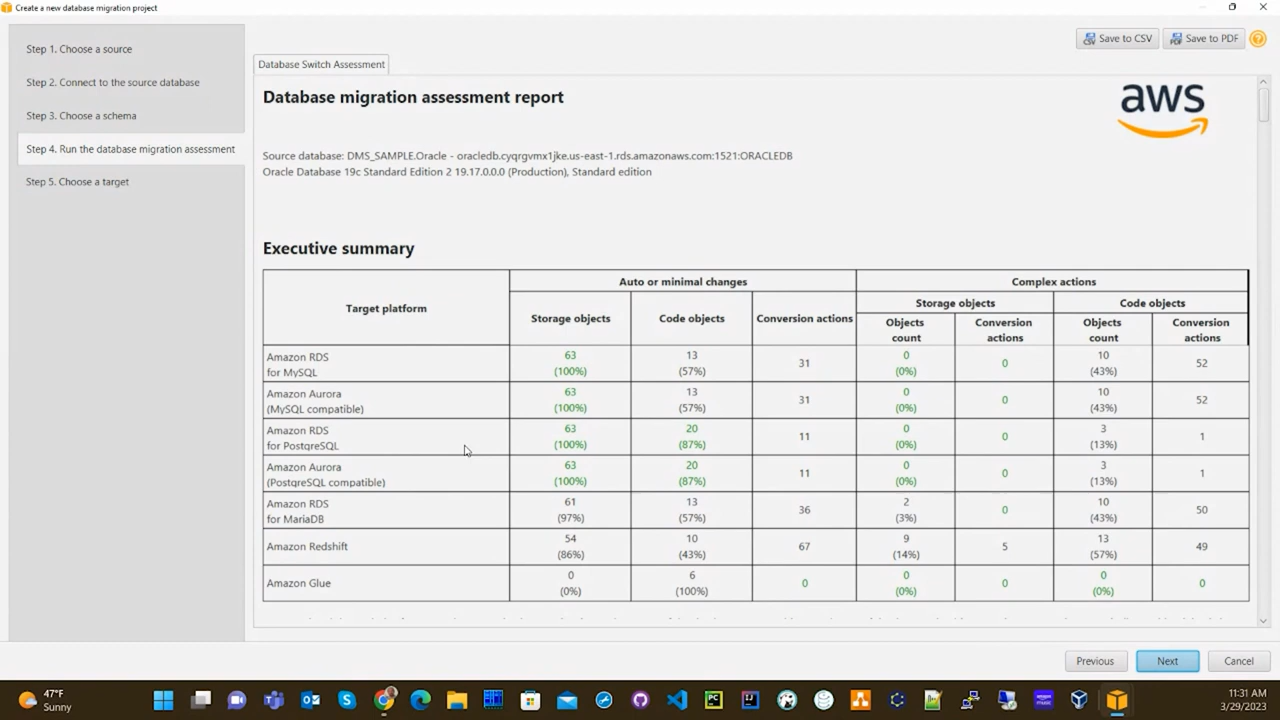 Create a new database migration project
Step 1. Choose a source
Step 2. Connect to the source database
Step 3. Choose a schema
Step 4. Run the database migration assessment
Step 5. Choose a target
Save to CSV
Save to PDF
Database Switch Assessment
Database migration assessment report
aws
Source database: DMS_SAMPLE.Oracle - oracledb.cyqrgvmx1jke.us-east-1.rds.amazonaws.com:1521:ORACLEDB
Oracle Database 19c Standard Edition 2 19.17.0.0.0 (Production), Standard edition
Executive summary
Target platform
Auto or minimal changes
Complex actions
Storage objects
Code objects
Conversion actions
Storage objects
Code objects
Objects count
Conversion actions
Objects count
Conversion actions
Amazon RDS for MySQL 63 (100%) 13 (57%) 31 0 (0%) 0 10 (43%) 52
Amazon Aurora (MySQL compatible) 63 (100%) 13 (57%) 31 0 (0%) 0 10 (43%) 52
Amazon RDS for PostgreSQL 63 (100%) 20 (87%) 11 0 (0%) 0 3 (13%) 1
Amazon Aurora (PostgreSQL compatible) 63 (100%) 20 (87%) 11 0 (0%) 0 3 (13%) 1
Amazon RDS for MariaDB 61 (97%) 13 (57%) 36 2 (3%) 0 10 (43%) 50
Amazon Redshift 54 (86%) 10 (43%) 67 9 (14%) 5 13 (57%) 49
Amazon Glue 0 (0%) 6 (100%) 0 0 (0%) 0 0 (0%) 0
Previous
Next
Cancel
47°F
Sunny
11:31 AM
3/29/2023